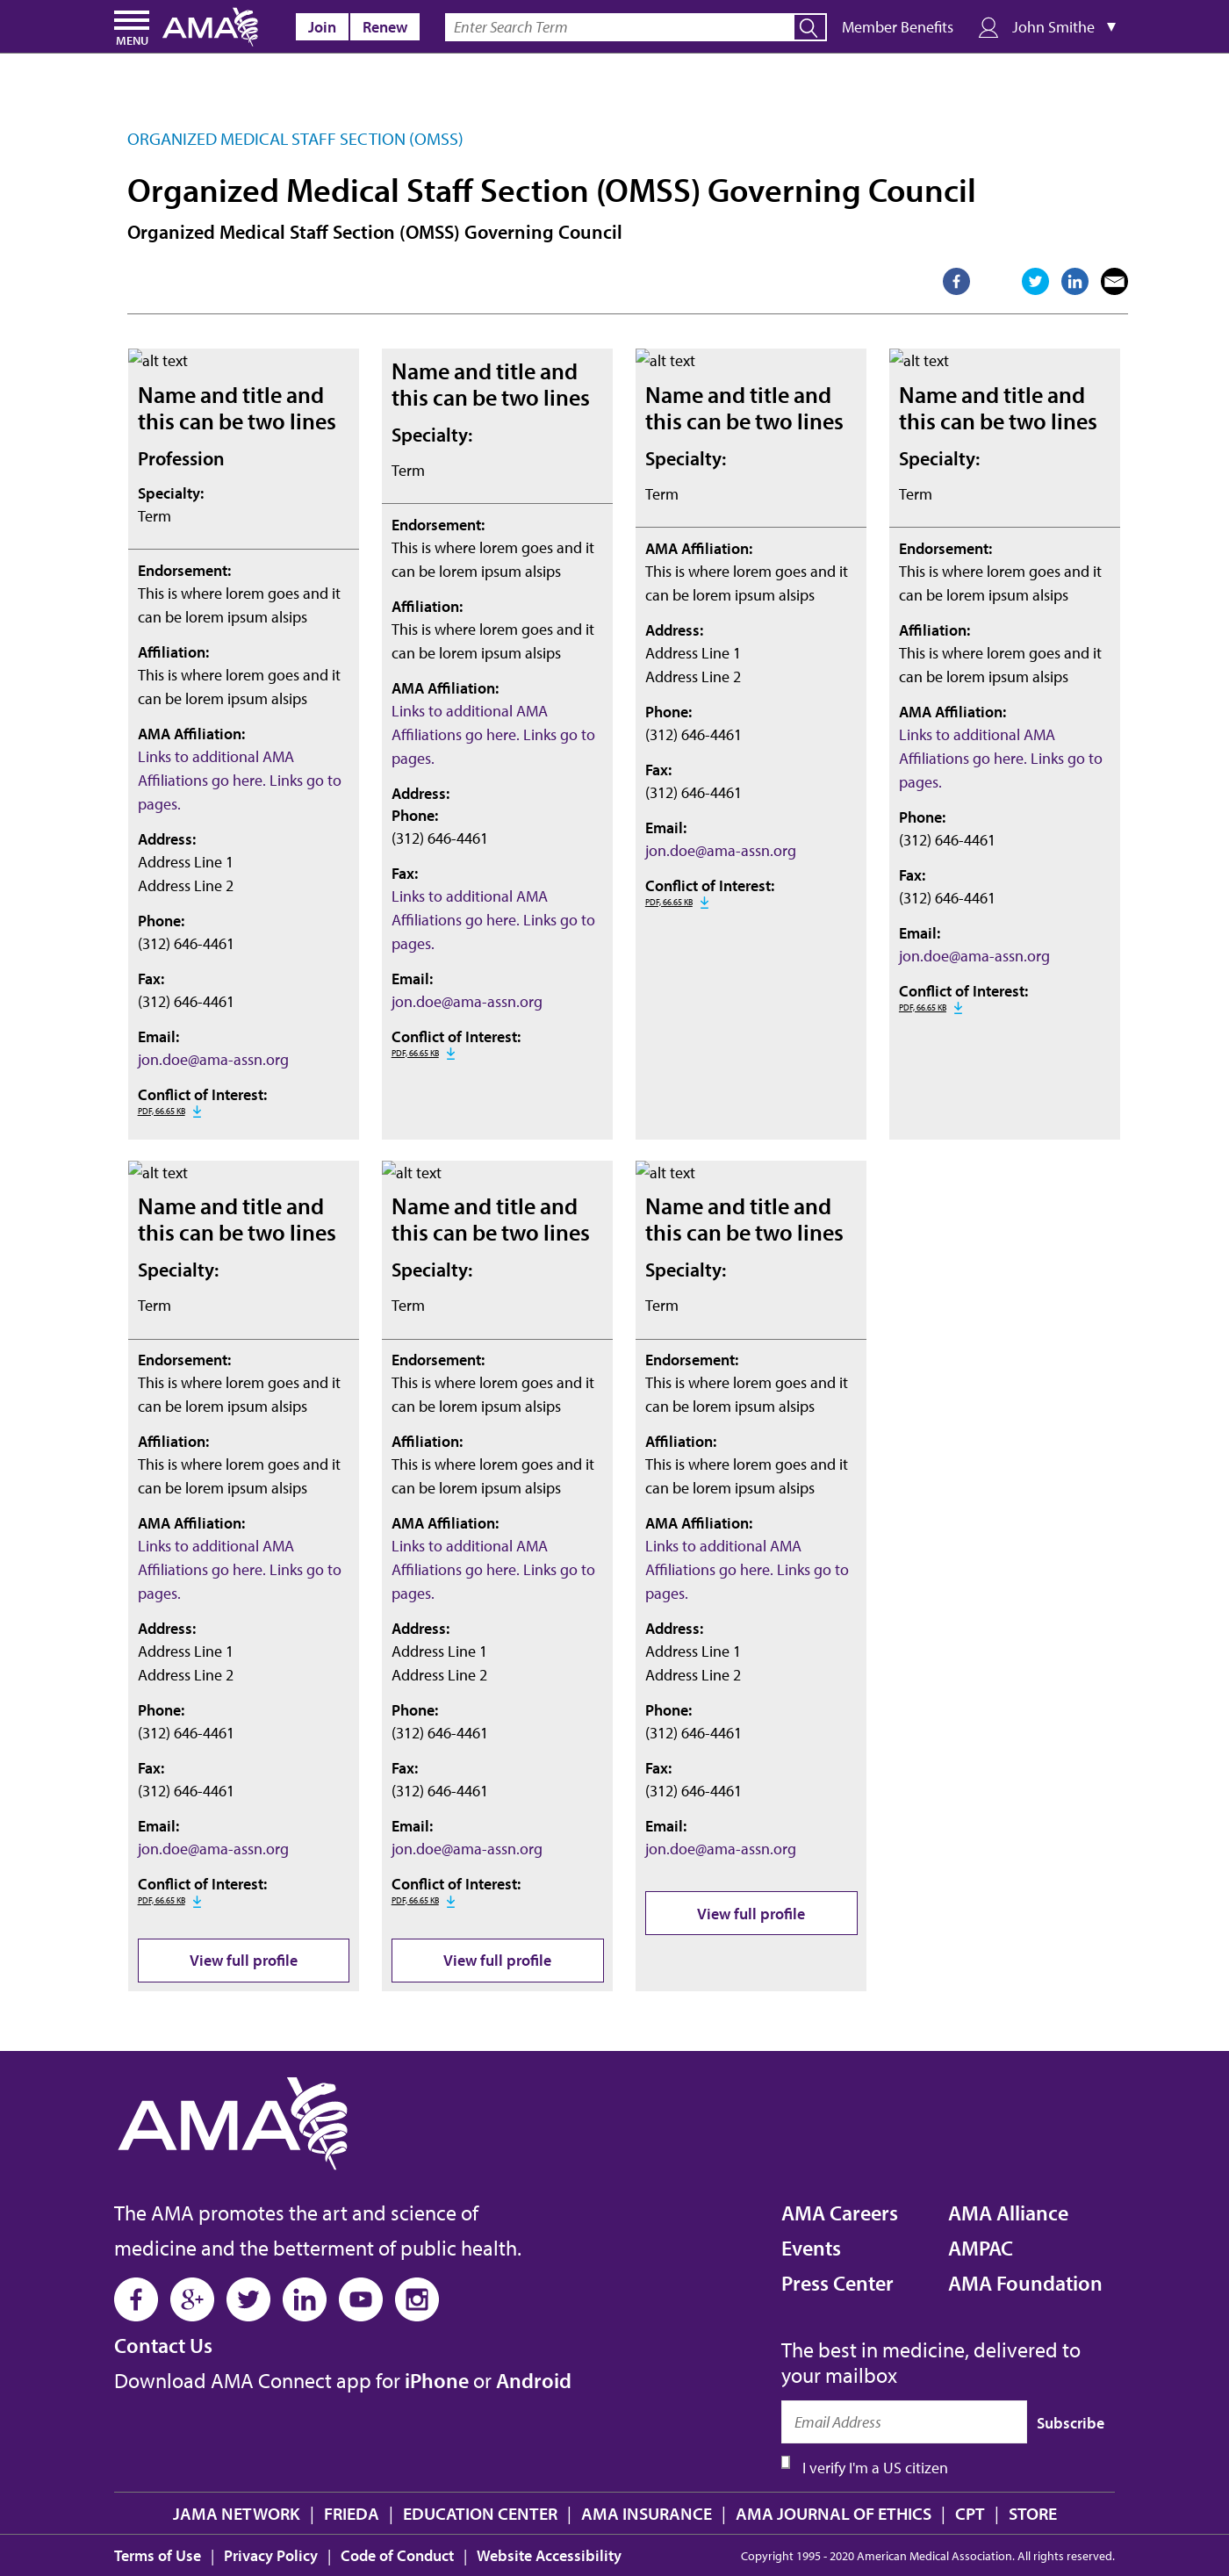 MENU
AMA
Join
Renew
Enter Search Term
Member Benefits
John Smithe
ORGANIZED MEDICAL STAFF SECTION (OMSS)
Organized Medical Staff Section (OMSS) Governing Council
Organized Medical Staff Section (OMSS) Governing Council
alt text
Name and title and
this can be two lines
Profession
Specialty:
Term
Endorsement:
This is where lorem goes and it
can be lorem ipsum alsips
Affiliation:
This is where lorem goes and it
can be lorem ipsum alsips
AMA Affiliation:
Links to additional AMA
Affiliations go here. Links go to
pages.
Address:
Address Line 1
Address Line 2
Phone:
(312) 646-4461
Fax:
(312) 646-4461
Email:
jon.doe@ama-assn.org
Conflict of Interest:
PDF, 66.65 KB
Name and title and
this can be two lines
Specialty:
Term
Endorsement:
This is where lorem goes and it
can be lorem ipsum alsips
Affiliation:
This is where lorem goes and it
can be lorem ipsum alsips
AMA Affiliation:
Links to additional AMA
Affiliations go here. Links go to
pages.
Address:
Phone:
(312) 646-4461
Fax:
Links to additional AMA
Affiliations go here. Links go to
pages.
Email:
jon.doe@ama-assn.org
Conflict of Interest:
PDF, 66.65 KB
alt text
Name and title and
this can be two lines
Specialty:
Term
AMA Affiliation:
This is where lorem goes and it
can be lorem ipsum alsips
Address:
Address Line 1
Address Line 2
Phone:
(312) 646-4461
Fax:
(312) 646-4461
Email:
jon.doe@ama-assn.org
Conflict of Interest:
PDF, 66.65 KB
alt text
Name and title and
this can be two lines
Specialty:
Term
Endorsement:
This is where lorem goes and it
can be lorem ipsum alsips
Affiliation:
This is where lorem goes and it
can be lorem ipsum alsips
AMA Affiliation:
Links to additional AMA
Affiliations go here. Links go to
pages.
Phone:
(312) 646-4461
Fax:
(312) 646-4461
Email:
jon.doe@ama-assn.org
Conflict of Interest:
PDF, 66.65 KB
alt text
Name and title and
this can be two lines
Specialty:
Term
Endorsement:
This is where lorem goes and it
can be lorem ipsum alsips
Affiliation:
This is where lorem goes and it
can be lorem ipsum alsips
AMA Affiliation:
Links to additional AMA
Affiliations go here. Links go to
pages.
Address:
Address Line 1
Address Line 2
Phone:
(312) 646-4461
Fax:
(312) 646-4461
Email:
jon.doe@ama-assn.org
Conflict of Interest:
PDF, 66.65 KB
View full profile
alt text
Name and title and
this can be two lines
Specialty:
Term
Endorsement:
This is where lorem goes and it
can be lorem ipsum alsips
Affiliation:
This is where lorem goes and it
can be lorem ipsum alsips
AMA Affiliation:
Links to additional AMA
Affiliations go here. Links go to
pages.
Address:
Address Line 1
Address Line 2
Phone:
(312) 646-4461
Fax:
(312) 646-4461
Email:
jon.doe@ama-assn.org
Conflict of Interest:
PDF, 66.65 KB
View full profile
alt text
Name and title and
this can be two lines
Specialty:
Term
Endorsement:
This is where lorem goes and it
can be lorem ipsum alsips
Affiliation:
This is where lorem goes and it
can be lorem ipsum alsips
AMA Affiliation:
Links to additional AMA
Affiliations go here. Links go to
pages.
Address:
Address Line 1
Address Line 2
Phone:
(312) 646-4461
Fax:
(312) 646-4461
Email:
jon.doe@ama-assn.org
View full profile
AMA
The AMA promotes the art and science of
medicine and the betterment of public health.
Contact Us
Download AMA Connect app for iPhone or Android
AMA Careers
Events
Press Center
AMA Alliance
AMPAC
AMA Foundation
The best in medicine, delivered to
your mailbox
Email Address
Subscribe
I verify I'm a US citizen
JAMA NETWORK | FRIEDA | EDUCATION CENTER | AMA INSURANCE | AMA JOURNAL OF ETHICS | CPT | STORE
Terms of Use | Privacy Policy | Code of Conduct | Website Accessibility
Copyright 1995 - 2020 American Medical Association. All rights reserved.